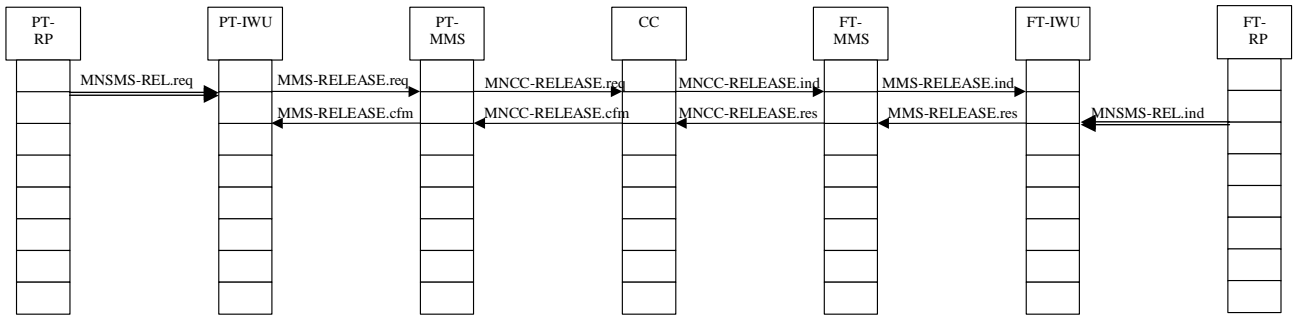 PT-
RP
PT-IWU
PT-
MMS
CC
FT-
MMS
FT-IWU
FT-
RP
MNSMS-REL.req
MMS-RELEASE.req
MNCC-RELEASE.req
MNCC-RELEASE.ind
MMS-RELEASE.ind
MMS-RELEASE.cfm
MNCC-RELEASE.cfm
MNCC-RELEASE.res
MMS-RELEASE.res
MNSMS-REL.ind